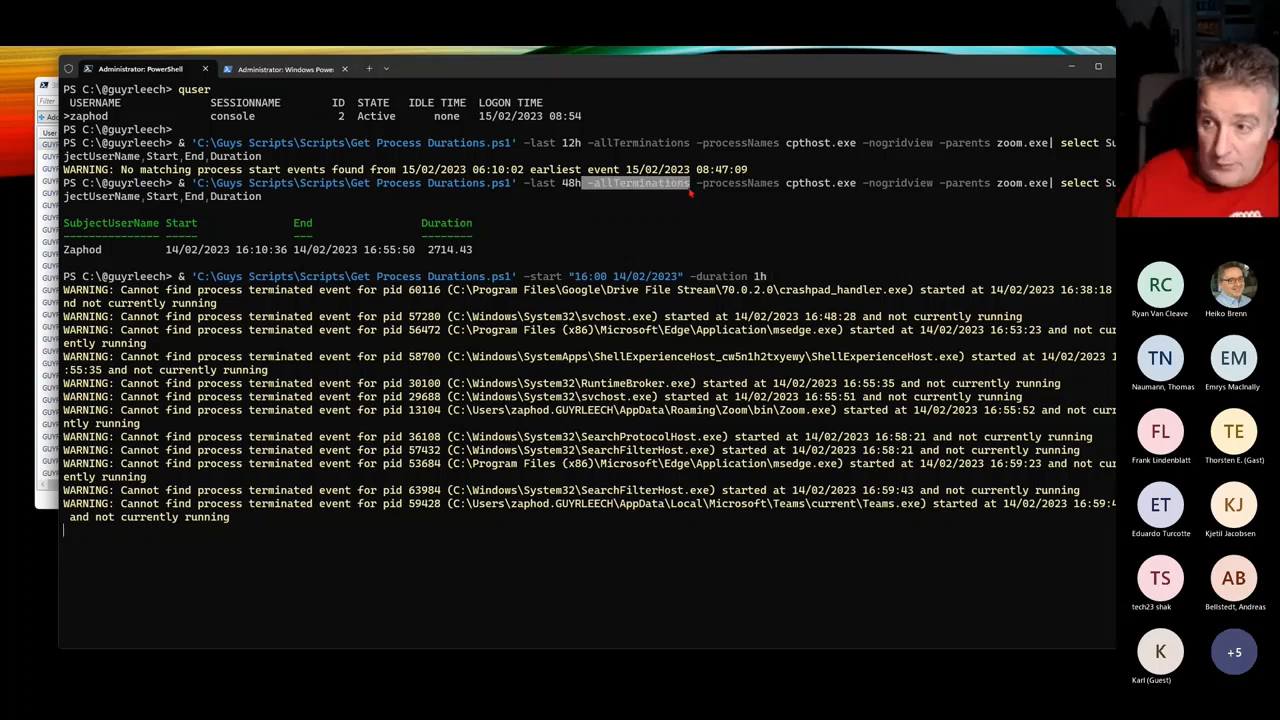 Administrator: PowerShell
Administrator: Windows Powe
PS C:\@guyrleech> quser
USERNAME SESSIONNAME ID STATE IDLE TIME LOGON TIME
>zaphod console 2 Active none 15/02/2023 08:54
PS C:\@guyrleech>
PS C:\@guyrleech> & 'C:\Guys Scripts\Scripts\Get Process Durations.ps1' -last 12h -allTerminations -processNames cpthost.exe -nogridview -parents zoom.exe| select Su
jectUserName,Start,End,Duration
WARNING: No matching process start events found from 15/02/2023 06:10:02 earliest event 15/02/2023 08:47:09
PS C:\@guyrleech> & 'C:\Guys Scripts\Scripts\Get Process Durations.ps1' -last 48h -allTerminations -processNames cpthost.exe -nogridview -parents zoom.exe| select Su
jectUserName,Start,End,Duration
SubjectUserName Start End Duration
--------------- ----- --- --------
Zaphod 14/02/2023 16:10:36 14/02/2023 16:55:50 2714.43
PS C:\@guyrleech> & 'C:\Guys Scripts\Scripts\Get Process Durations.ps1' -start "16:00 14/02/2023" -duration 1h
WARNING: Cannot find process terminated event for pid 60116 (C:\Program Files\Google\Drive File Stream\70.0.2.0\crashpad_handler.exe) started at 14/02/2023 16:38:18
nd not currently running
WARNING: Cannot find process terminated event for pid 57280 (C:\Windows\System32\svchost.exe) started at 14/02/2023 16:48:28 and not currently running
WARNING: Cannot find process terminated event for pid 56472 (C:\Program Files (x86)\Microsoft\Edge\Application\msedge.exe) started at 14/02/2023 16:53:23 and not cur
ently running
WARNING: Cannot find process terminated event for pid 58700 (C:\Windows\SystemApps\ShellExperienceHost_cw5n1h2txyewy\ShellExperienceHost.exe) started at 14/02/2023 1
:55:35 and not currently running
WARNING: Cannot find process terminated event for pid 30100 (C:\Windows\System32\RuntimeBroker.exe) started at 14/02/2023 16:55:35 and not currently running
WARNING: Cannot find process terminated event for pid 29688 (C:\Windows\System32\svchost.exe) started at 14/02/2023 16:55:51 and not currently running
WARNING: Cannot find process terminated event for pid 13104 (C:\Users\zaphod.GUYRLEECH\AppData\Roaming\Zoom\bin\Zoom.exe) started at 14/02/2023 16:55:52 and not curr
ntly running
WARNING: Cannot find process terminated event for pid 36108 (C:\Windows\System32\SearchProtocolHost.exe) started at 14/02/2023 16:58:21 and not currently running
WARNING: Cannot find process terminated event for pid 57432 (C:\Windows\System32\SearchFilterHost.exe) started at 14/02/2023 16:58:21 and not currently running
WARNING: Cannot find process terminated event for pid 53684 (C:\Program Files (x86)\Microsoft\Edge\Application\msedge.exe) started at 14/02/2023 16:59:23 and not cur
ently running
WARNING: Cannot find process terminated event for pid 63984 (C:\Windows\System32\SearchFilterHost.exe) started at 14/02/2023 16:59:43 and not currently running
WARNING: Cannot find process terminated event for pid 59428 (C:\Users\zaphod.GUYRLEECH\AppData\Local\Microsoft\Teams\current\Teams.exe) started at 14/02/2023 16:59:4
and not currently running
Filter
Add
User
RC
Ryan Van Cleave
Heiko Brenn
TN
Naumann, Thomas
EM
Emrys MacInally
FL
Frank Lindenblatt
TE
Thorsten E. (Gast)
ET
Eduardo Turcotte
KJ
Kjetil Jacobsen
TS
tech23 shak
AB
Bellstedt, Andreas
K
Karl (Guest)
+5